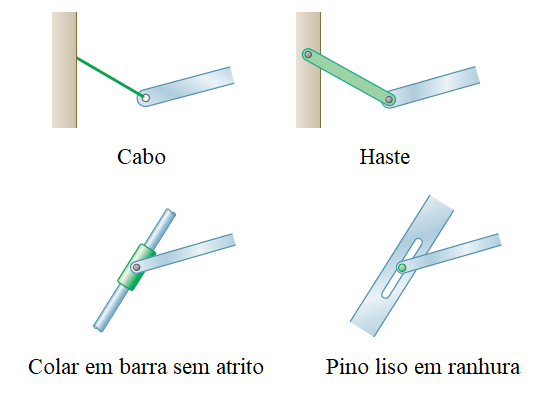 Cabo
Haste
Colar em barra sem atrito
Pino liso em ranhura